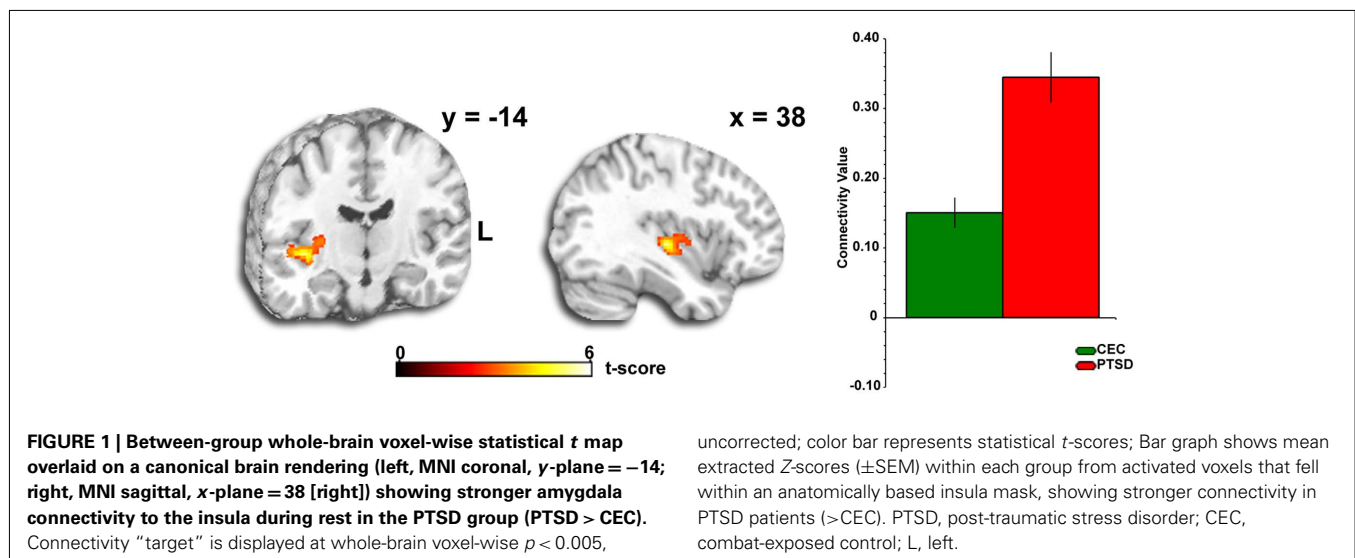 y = -14
x = 38
L
0
6
t-score
0.40
0.30
0.20
0.10
0
-0.10
Connectivity Value
CEC
PTSD
FIGURE 1 | Between-group whole-brain voxel-wise statistical t map
overlaid on a canonical brain rendering (left, MNI coronal, y-plane = −14;
right, MNI sagittal, x-plane = 38 [right]) showing stronger amygdala
connectivity to the insula during rest in the PTSD group (PTSD > CEC).
Connectivity “target” is displayed at whole-brain voxel-wise p < 0.005,
uncorrected; color bar represents statistical t-scores; Bar graph shows mean
extracted Z-scores (±SEM) within each group from activated voxels that fell
within an anatomically based insula mask, showing stronger connectivity in
PTSD patients (>CEC). PTSD, post-traumatic stress disorder; CEC,
combat-exposed control; L, left.